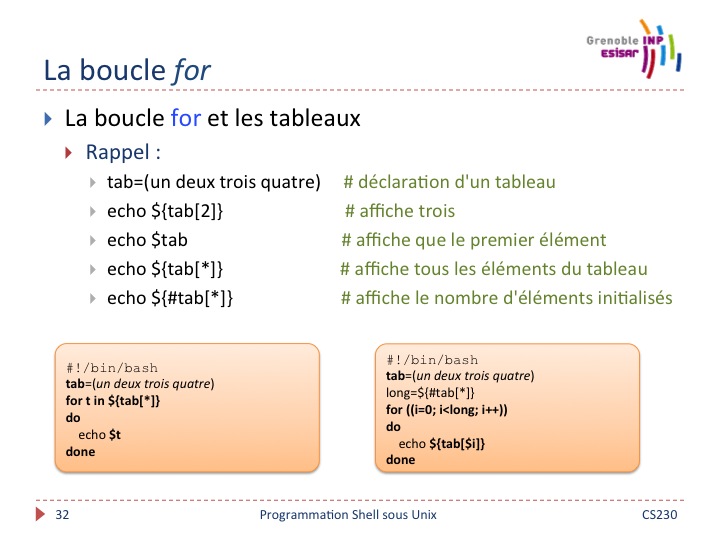 Grenoble INP
ESISAR
La boucle for
La boucle for et les tableaux
Rappel :
tab=(un deux trois quatre) # déclaration d'un tableau
echo ${tab[2]} # affiche trois
echo $tab # affiche que le premier élément
echo ${tab[*]} # affiche tous les éléments du tableau
echo ${#tab[*]} # affiche le nombre d'éléments initialisés
#!/bin/bash
tab=(un deux trois quatre)
for t in ${tab[*]}
do
echo $t
done
#!/bin/bash
tab=(un deux trois quatre)
long=${#tab[*]}
for ((i=0; i<long; i++))
do
echo ${tab[$i]}
done
32 Programmation Shell sous Unix CS230